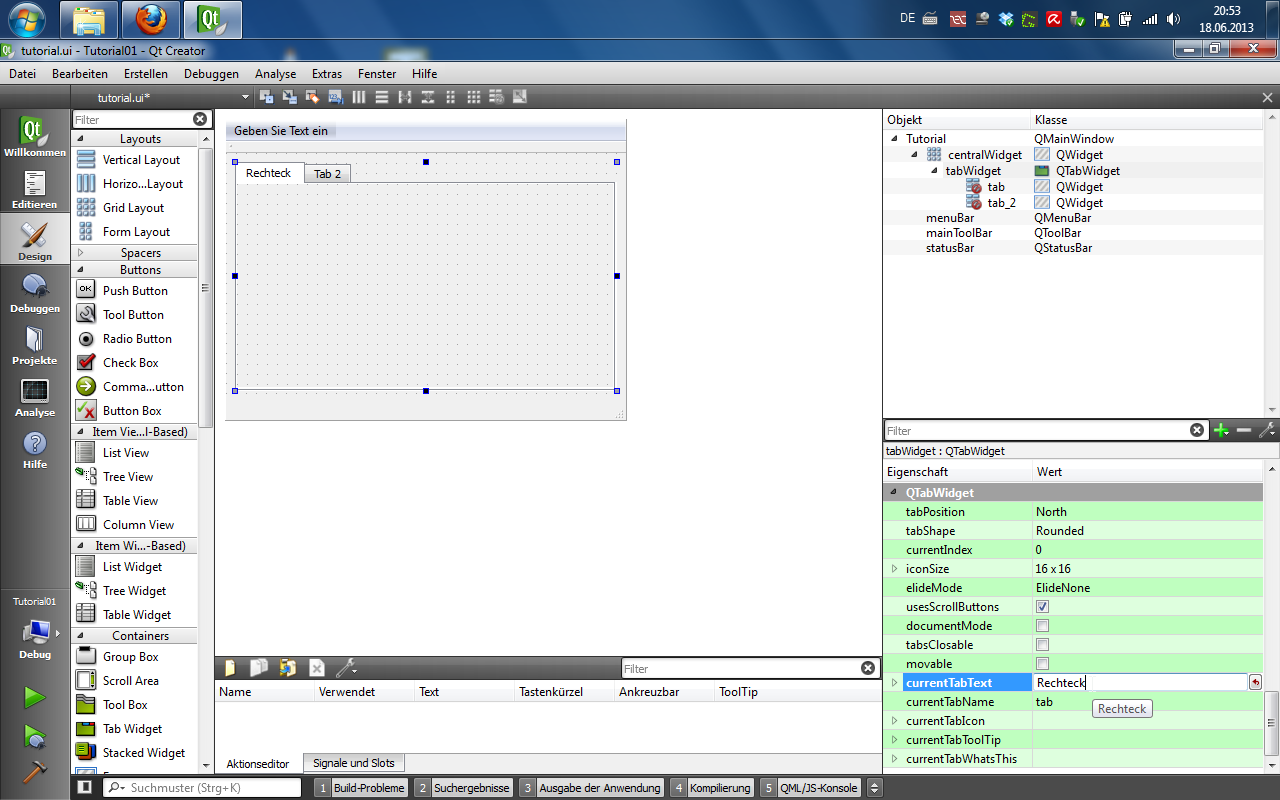 DE
20:53
18.06.2013
tutorial.ui - Tutorial01 - Qt Creator
Datei Bearbeiten Erstellen Debuggen Analyse Extras Fenster Hilfe
tutorial.ui*
Qt
Willkommen
Editieren
Design
Debuggen
Projekte
Analyse
Hilfe
Tutorial01
Debug
Filter
Layouts
Vertical Layout
Horizo...Layout
Grid Layout
Form Layout
Spacers
Buttons
OK
Push Button
Tool Button
Radio Button
Check Box
Comma...utton
Button Box
Item Vie...l-Based)
List View
Tree View
Table View
Column View
Item Wi...-Based)
List Widget
Tree Widget
Table Widget
Containers
Group Box
Scroll Area
Tool Box
Tab Widget
Stacked Widget
Geben Sie Text ein
Rechteck Tab 2
Filter
Name Verwendet Text Tastenkürzel Ankreuzbar ToolTip
Aktionseditor Signale und Slots
Objekt Klasse
Tutorial QMainWindow
centralWidget QWidget
tabWidget QTabWidget
tab QWidget
tab_2 QWidget
menuBar QMenuBar
mainToolBar QToolBar
statusBar QStatusBar
Filter
tabWidget : QTabWidget
Eigenschaft Wert
QTabWidget
tabPosition North
tabShape Rounded
currentIndex 0
iconSize 16 x 16
elideMode ElideNone
usesScrollButtons
documentMode
tabsClosable
movable
currentTabText Rechteck
currentTabName tab
Rechteck
currentTabIcon
currentTabToolTip
currentTabWhatsThis
Suchmuster (Strg+K)
1 Build-Probleme 2 Suchergebnisse 3 Ausgabe der Anwendung 4 Kompilierung 5 QML/JS-Konsole